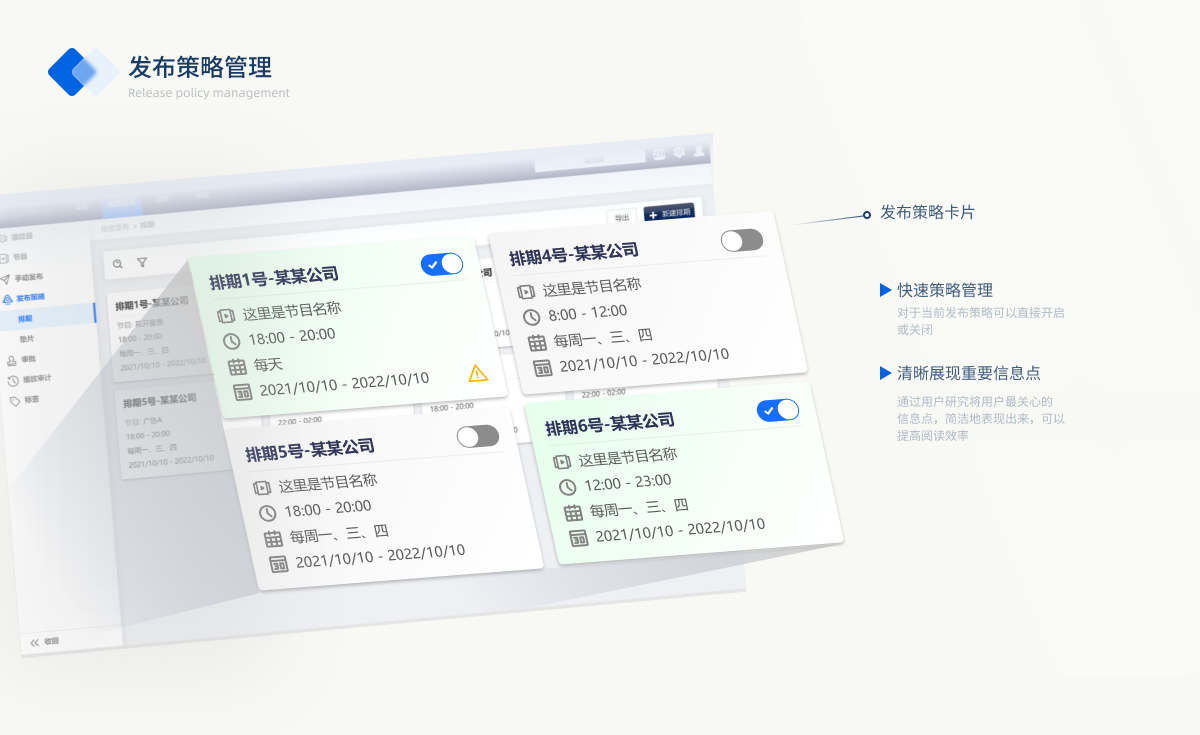 发布策略管理
Release policy management
导出
新建排期
信息发布 > 排期
播放器
节目
手动发布
发布策略
排期
垫片
审批
播放审计
标签
收回
排期1号-某某公司
节目:
18:00 - 20:00
每周一、三、四
2021/10/10 - 2022/10/10
排期5号-某某公司
节目: 广告A
18:00 - 20:00
每周一、三、四
2021/10/10 - 2022/10/10
排期1号-某某公司
这里是节目名称
18:00 - 20:00
每天
2021/10/10 - 2022/10/10
排期4号-某某公司
这里是节目名称
8:00 - 12:00
每周一、三、四
2021/10/10 - 2022/10/10
22:00 - 02:00
18:00 - 20:00
22:00 - 02:00
排期5号-某某公司
这里是节目名称
18:00 - 20:00
每周一、三、四
2021/10/10 - 2022/10/10
排期6号-某某公司
这里是节目名称
12:00 - 23:00
每周一、三、四
2021/10/10 - 2022/10/10
发布策略卡片
快速策略管理
对于当前发布策略可以直接开启
或关闭
清晰展现重要信息点
通过用户研究将用户最关心的
信息点，简洁地表现出来，可以
提高阅读效率